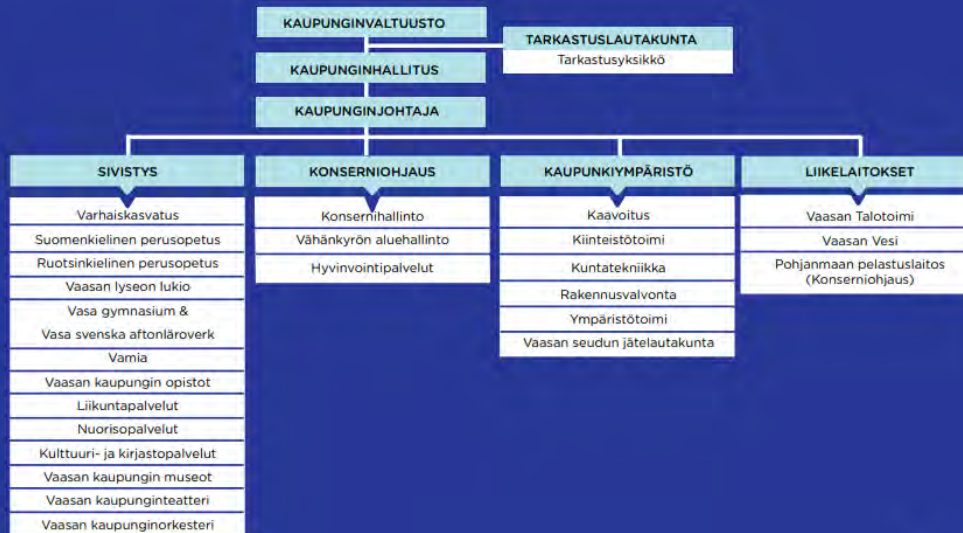 KAUPUNGINVALTUUSTO
TARKASTUSLAUTAKUNTA
Tarkastusyksikkö
KAUPUNGINHALLITUS
KAUPUNGINJOHTAJA
SIVISTYS
Varhaiskasvatus
Suomenkielinen perusopetus
Ruotsinkielinen perusopetus
Vaasan lyseon lukio
Vasa gymnasium &
Vasa svenska aftonläroverk
Vamia
Vaasan kaupungin opistot
Liikuntapalvelut
Nuorisopalvelut
Kulttuuri- ja kirjastopalvelut
Vaasan kaupungin museot
Vaasan kaupunginteatteri
Vaasan kaupunginorkesteri
KONSERNIOHJAUS
Konsernihallinto
Vähänkyrön aluehallinto
Hyvinvointipalvelut
KAUPUNKIYMPÄRISTÖ
Kaavoitus
Kiinteistötoimi
Kuntatekniikka
Rakennusvalvonta
Ympäristötoimi
Vaasan seudun jätelautakunta
LIIKELAITOKSET
Vaasan Talotoimi
Vaasan Vesi
Pohjanmaan pelastuslaitos
(Konserniohjaus)